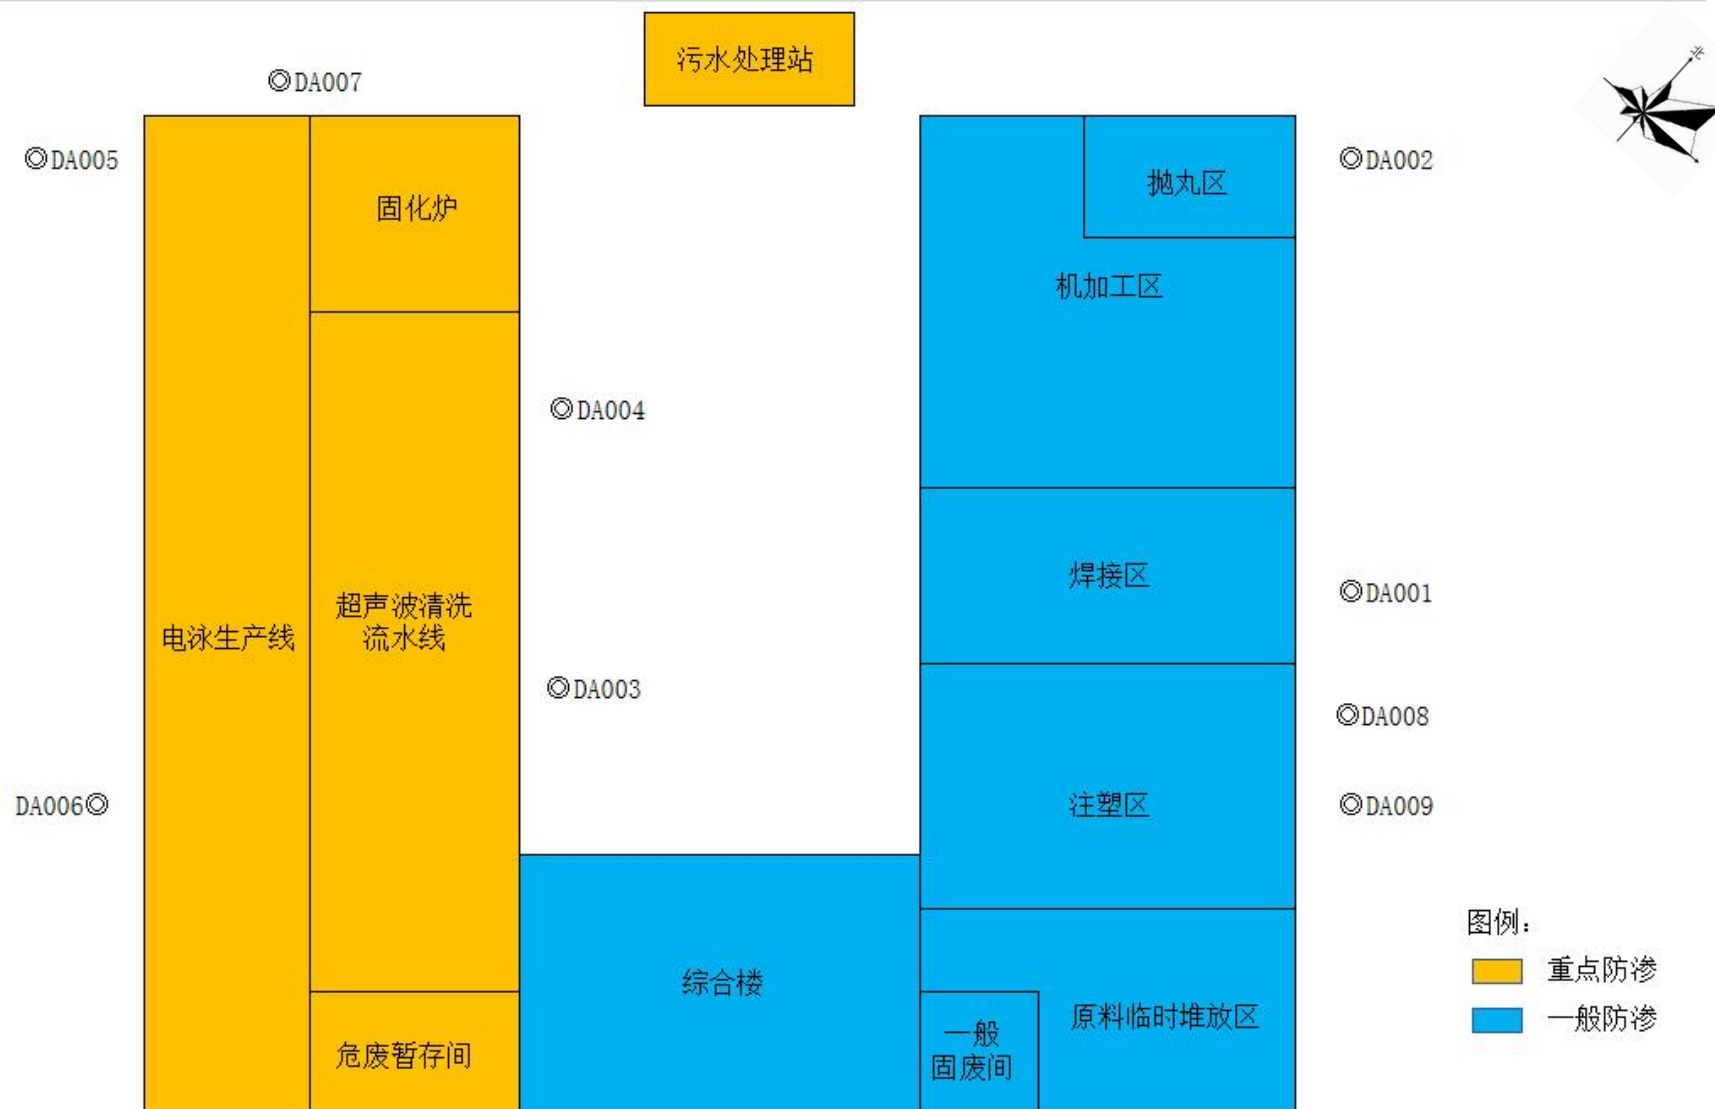 污水处理站
北
◎DA007
◎DA005
◎DA002
抛丸区
固化炉
机加工区
◎DA004
焊接区
◎DA001
超声波清洗
流水线
电泳生产线
◎DA003
◎DA008
DA006◎
注塑区
◎DA009
图例：
重点防渗
一般防渗
综合楼
原料临时堆放区
一般
固废间
危废暂存间